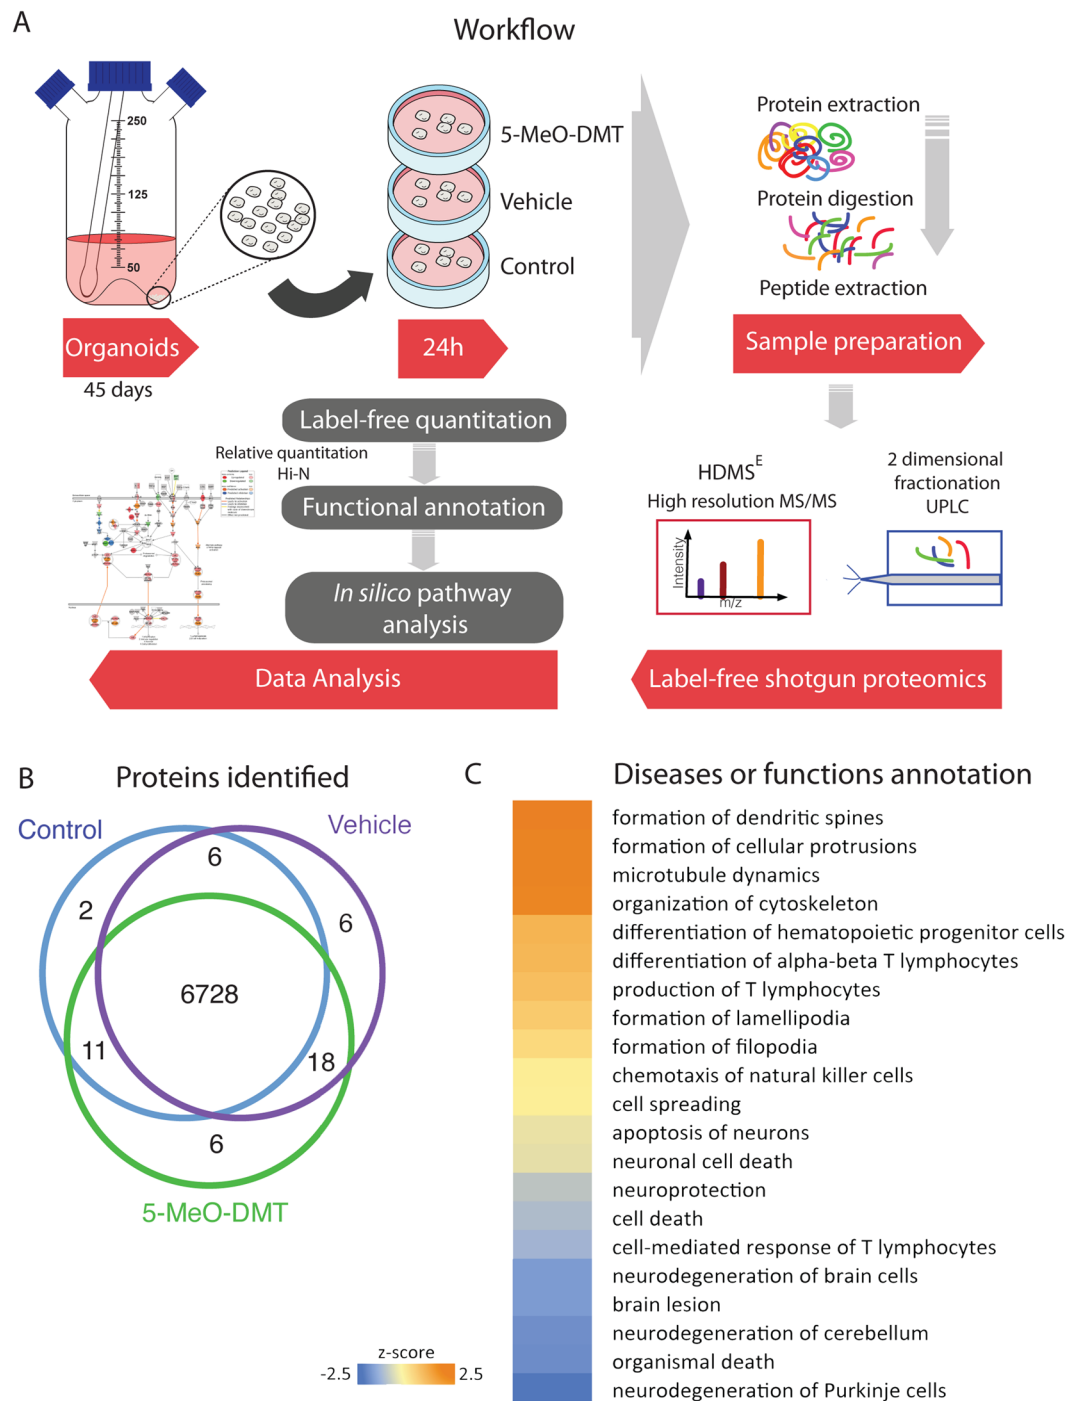 A
Workflow
250
125
50
5-MeO-DMT
Vehicle
Control
Protein extraction
Protein digestion
Peptide extraction
Organoids
45 days
24h
Sample preparation
Label-free quantitation
Relative quantitation
Hi-N
Functional annotation
In silico pathway
analysis
Data Analysis
HDMSᴱ
High resolution MS/MS
Intensity
m/z
2 dimensional
fractionation
UPLC
Label-free shotgun proteomics
B
Proteins identified
Control
Vehicle
6
2
6
6728
11
18
6
5-MeO-DMT
C
Diseases or functions annotation
formation of dendritic spines
formation of cellular protrusions
microtubule dynamics
organization of cytoskeleton
differentiation of hematopoietic progenitor cells
differentiation of alpha-beta T lymphocytes
production of T lymphocytes
formation of lamellipodia
formation of filopodia
chemotaxis of natural killer cells
cell spreading
apoptosis of neurons
neuronal cell death
neuroprotection
cell death
cell-mediated response of T lymphocytes
neurodegeneration of brain cells
brain lesion
neurodegeneration of cerebellum
organismal death
neurodegeneration of Purkinje cells
z-score
-2.5
2.5